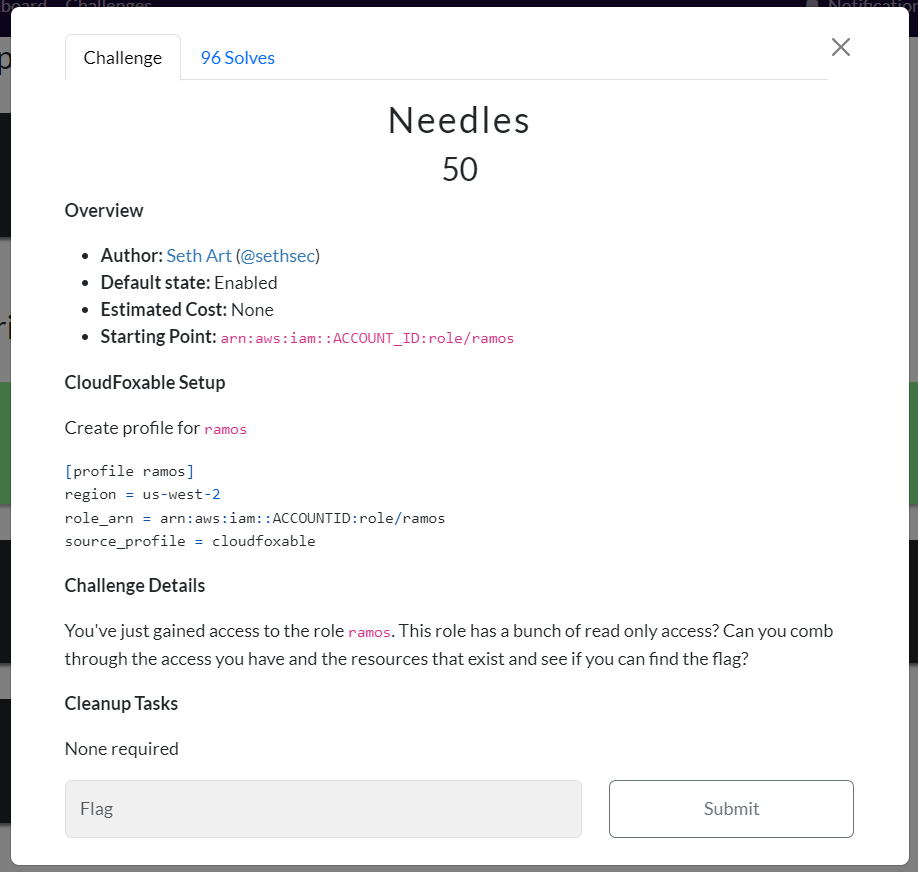 board Challenges Notification
Challenge
96 Solves
Needles
50
Overview
Author: Seth Art (@sethsec)
Default state: Enabled
Estimated Cost: None
Starting Point: arn:aws:iam::ACCOUNT_ID:role/ramos
CloudFoxable Setup
Create profile for ramos
[profile ramos]
region = us-west-2
role_arn = arn:aws:iam::ACCOUNTID:role/ramos
source_profile = cloudfoxable
Challenge Details
You've just gained access to the role ramos. This role has a bunch of read only access? Can you comb
through the access you have and the resources that exist and see if you can find the flag?
Cleanup Tasks
None required
Flag
Submit